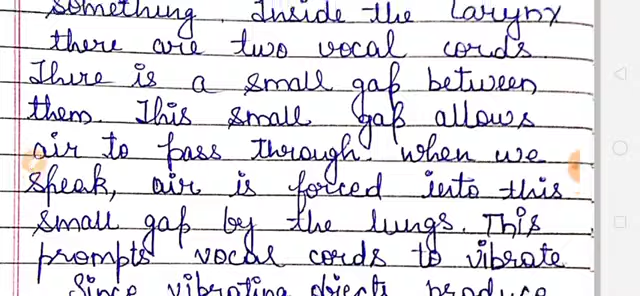 something. Inside the Larynx
there are two vocal cords.
There is a small gap between
them. This small gap allows
air to pass through. when we
speak, air is forced into this
small gap by the lungs. This
prompts vocal cords to vibrate
Since vibrating objects produce